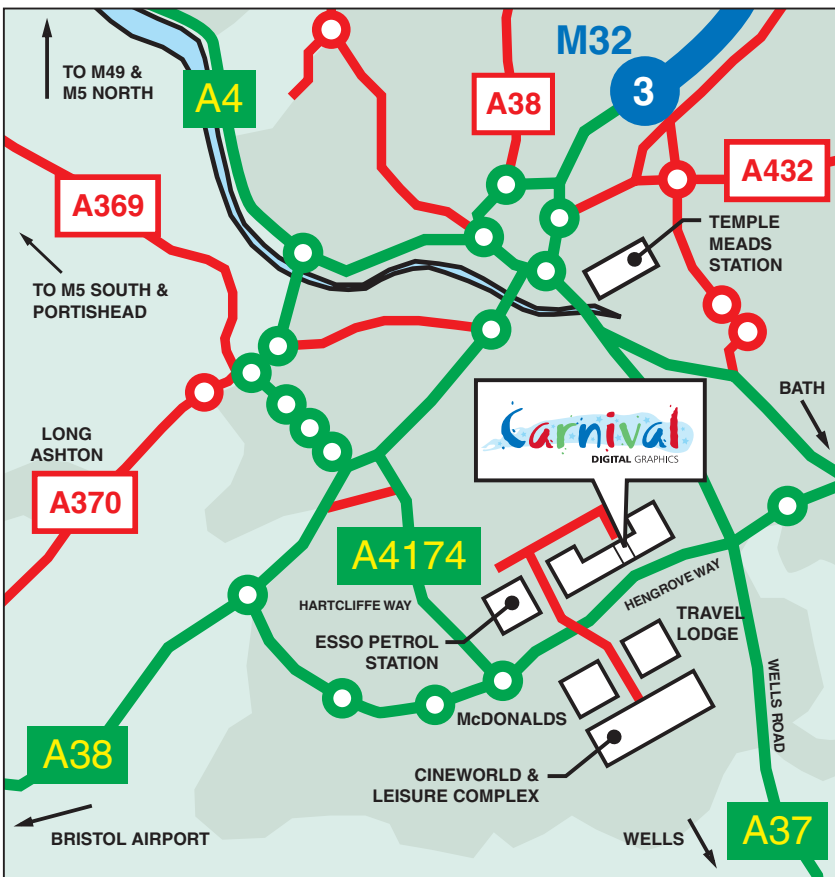 TO M49 &
M5 NORTH
A4
M32
3
A38
A432
A369
TEMPLE
MEADS
STATION
TO M5 SOUTH &
PORTISHEAD
BATH
Carnival
DIGITAL GRAPHICS
LONG
ASHTON
A370
A4174
HARTCLIFFE WAY
HENGROVE WAY
ESSO PETROL
STATION
TRAVEL
LODGE
WELLS ROAD
McDONALDS
A38
CINEWORLD &
LEISURE COMPLEX
BRISTOL AIRPORT
WELLS
A37